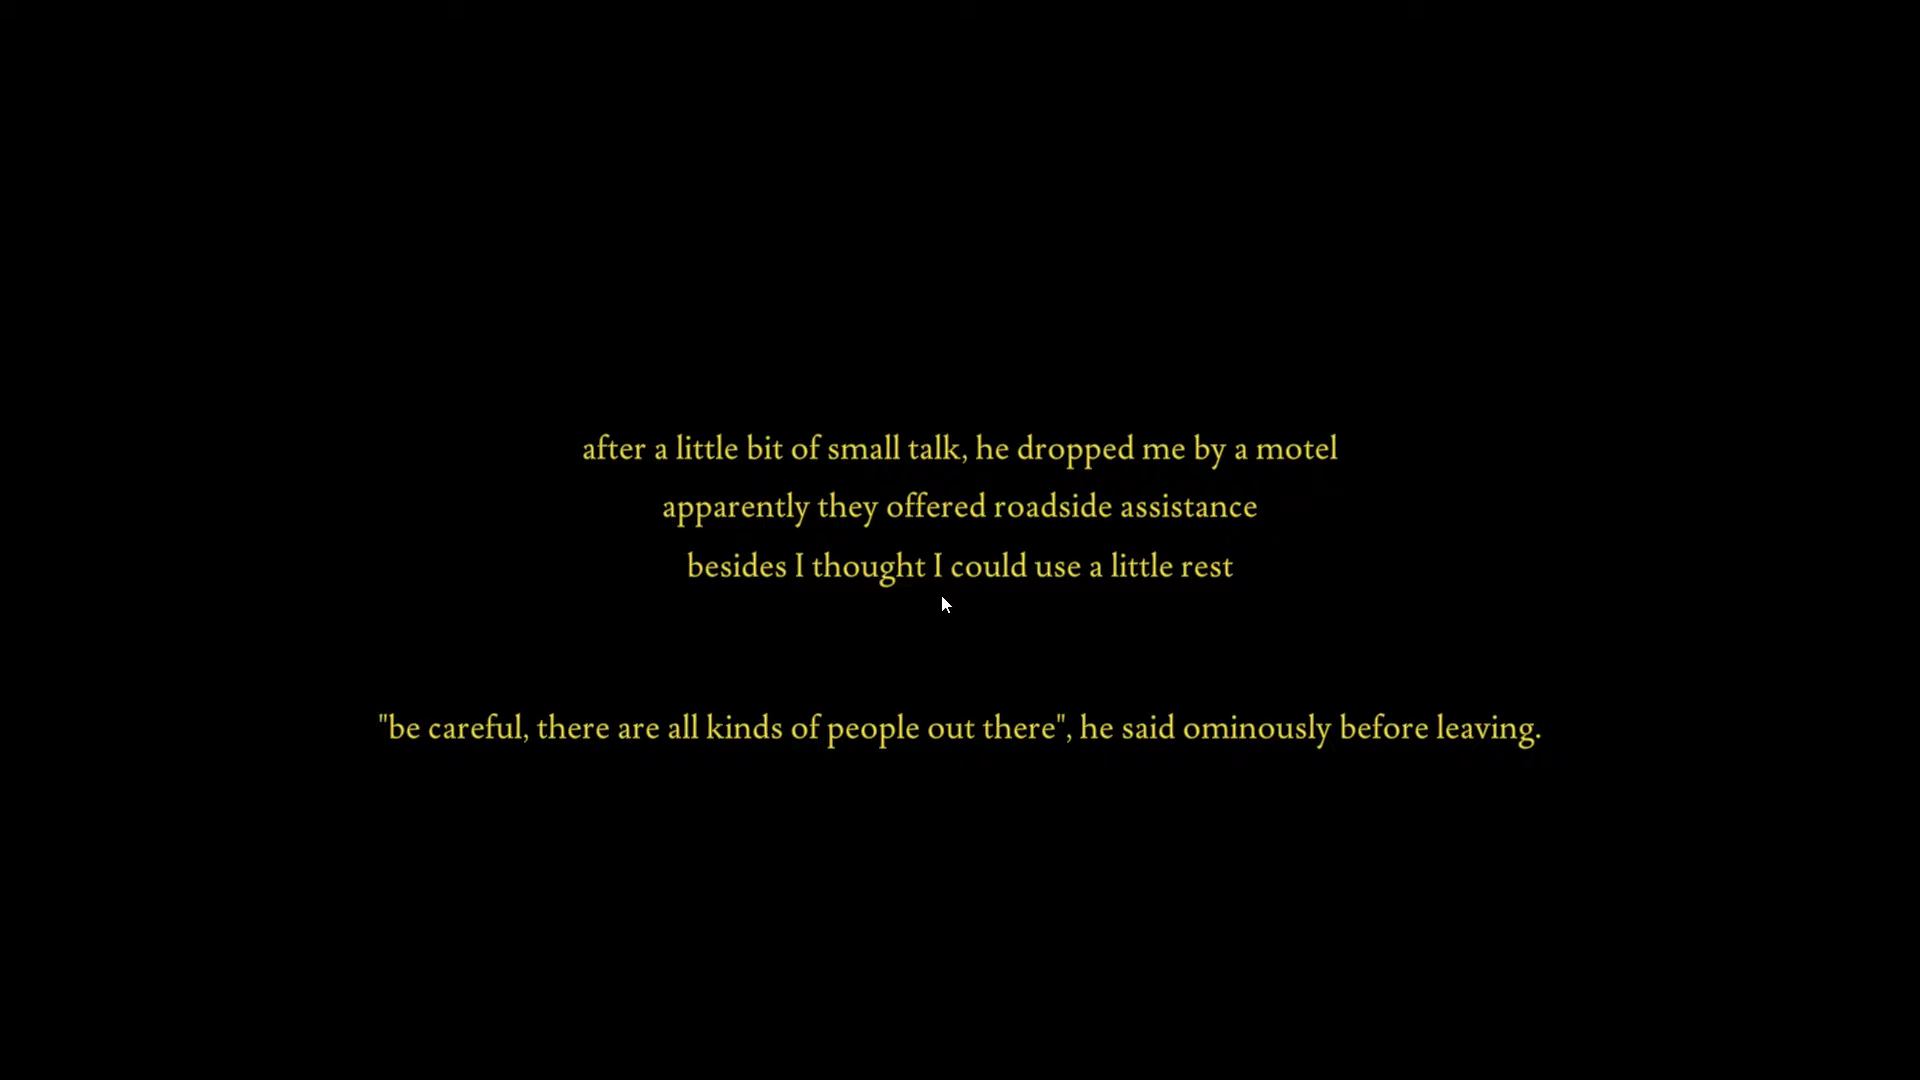 after a little bit of small talk, he dropped me by a motel
apparently they offered roadside assistance
besides I thought I could use a little rest
"be careful, there are all kinds of people out there", he said ominously before leaving.